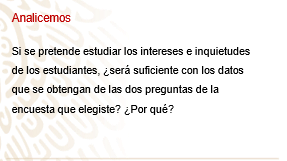 Analicemos
Si se pretende estudiar los intereses e inquietudes
de los estudiantes, ¿será suficiente con los datos
que se obtengan de las dos preguntas de la
encuesta que elegiste? ¿Por qué?